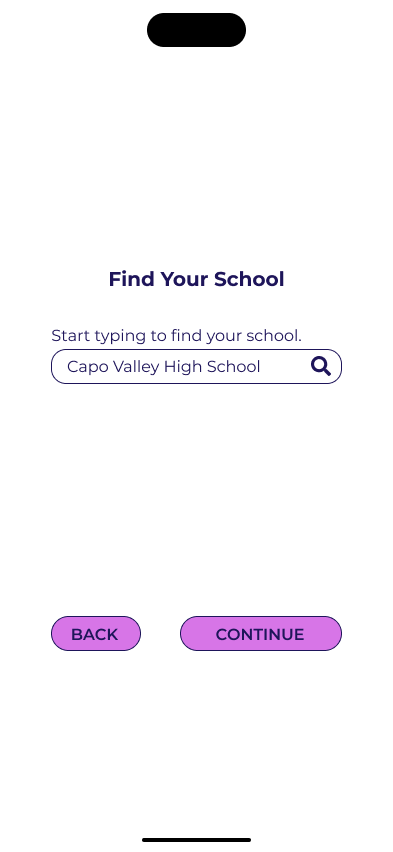 Find Your School
Start typing to find your school.
Capo Valley High School
BACK
CONTINUE